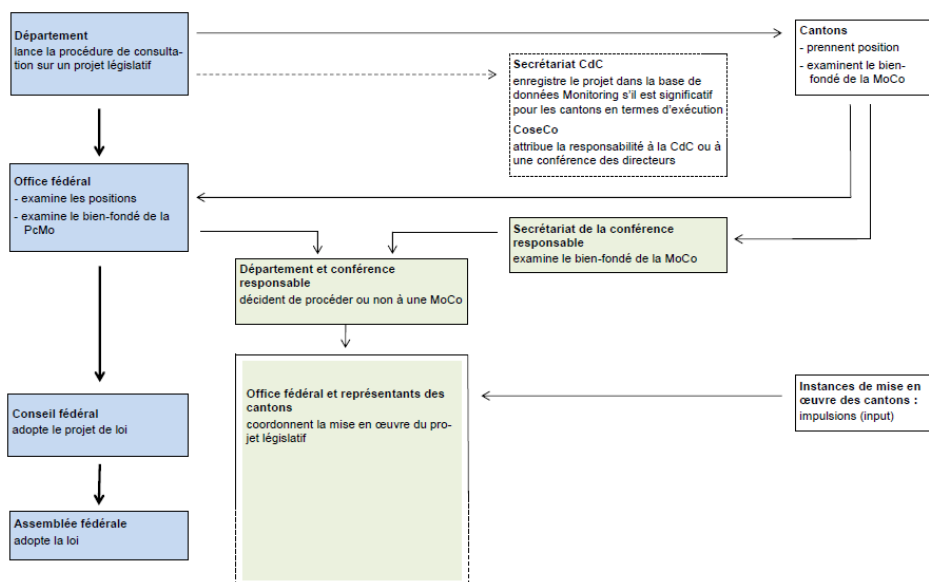 Département
lance la procédure de consulta-
tion sur un projet législatif
Cantons
- prennent position
- examinent le bien-
fondé de la MoCo
Secrétariat CdC
enregistre le projet dans la base de
données Monitoring s'il est significatif
pour les cantons en termes d'exécution
CoseCo
attribue la responsabilité à la CdC ou à
une conférence des directeurs
Office fédéral
- examine les positions
- examine le bien-fondé de la
PcMo
Secrétariat de la conférence
responsable
examine le bien-fondé de la MoCo
Département et conférence
responsable
décident de procéder ou non à une MoCo
Office fédéral et représentants des
cantons
coordonnent la mise en œuvre du pro-
jet législatif
Instances de mise en
œuvre des cantons :
impulsions (input)
Conseil fédéral
adopte le projet de loi
Assemblée fédérale
adopte la loi